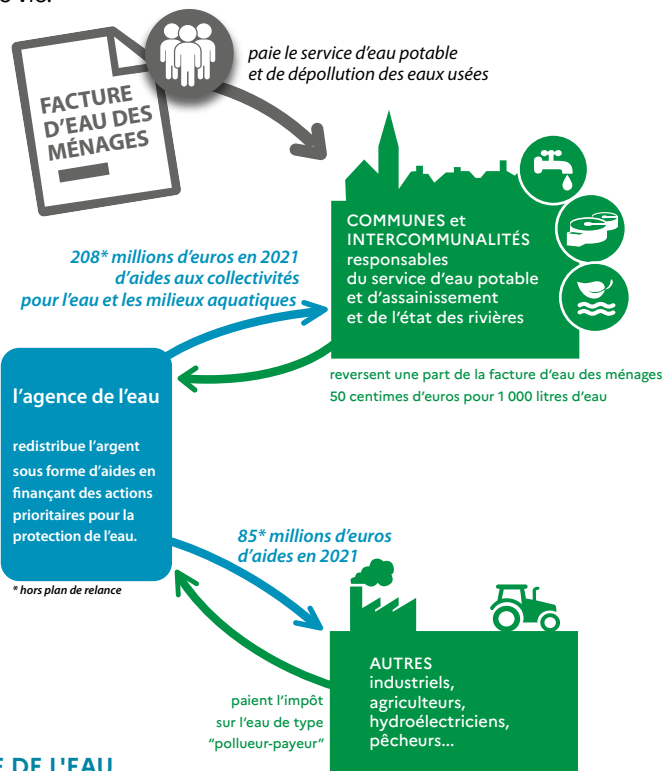 e vie.
FACTURE
D'EAU DES
MÉNAGES
paie le service d'eau potable
et de dépollution des eaux usées
COMMUNES et
INTERCOMMUNALITÉS
responsables
du service d'eau potable
et d'assainissement
et de l'état des rivières
208* millions d'euros en 2021
d'aides aux collectivités
pour l'eau et les milieux aquatiques
reversent une part de la facture d'eau des ménages
50 centimes d'euros pour 1 000 litres d'eau
l'agence de l'eau
redistribue l'argent
sous forme d'aides en
finançant des actions
prioritaires pour la
protection de l'eau.
* hors plan de relance
85* millions d'euros
d'aides en 2021
paient l'impôt
sur l'eau de type
"pollueur-payeur"
AUTRES
industriels,
agriculteurs,
hydroélectriciens,
pêcheurs...
E DE L'EAU